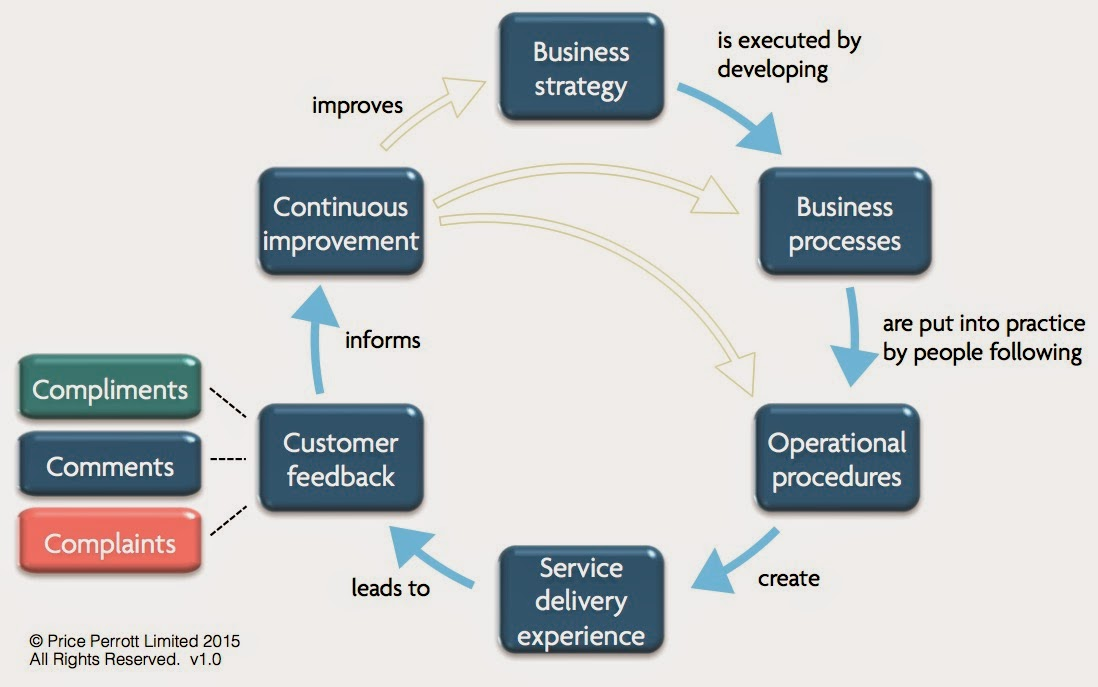 Business
strategy
is executed by
developing
improves
Continuous
improvement
Business
processes
informs
are put into practice
by people following
Compliments
Comments
Complaints
Customer
feedback
Operational
procedures
leads to
Service
delivery
experience
create
© Price Perrott Limited 2015
All Rights Reserved.  v1.0